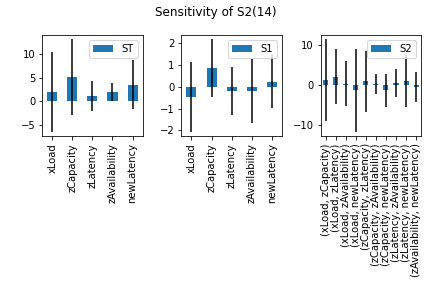 Sensitivity of S2(14)
ST
10
5
0
−5
xLoad
zCapacity
zLatency
zAvailability
newLatency
S1
2
1
0
−1
−2
xLoad
zCapacity
zLatency
zAvailability
newLatency
S2
10
0
−10
(xLoad, zCapacity)
(xLoad, zLatency)
(xLoad, zAvailability)
(xLoad, newLatency)
(zCapacity, zLatency)
(zCapacity, zAvailability)
(zCapacity, newLatency)
(zLatency, zAvailability)
(zLatency, newLatency)
(zAvailability, newLatency)